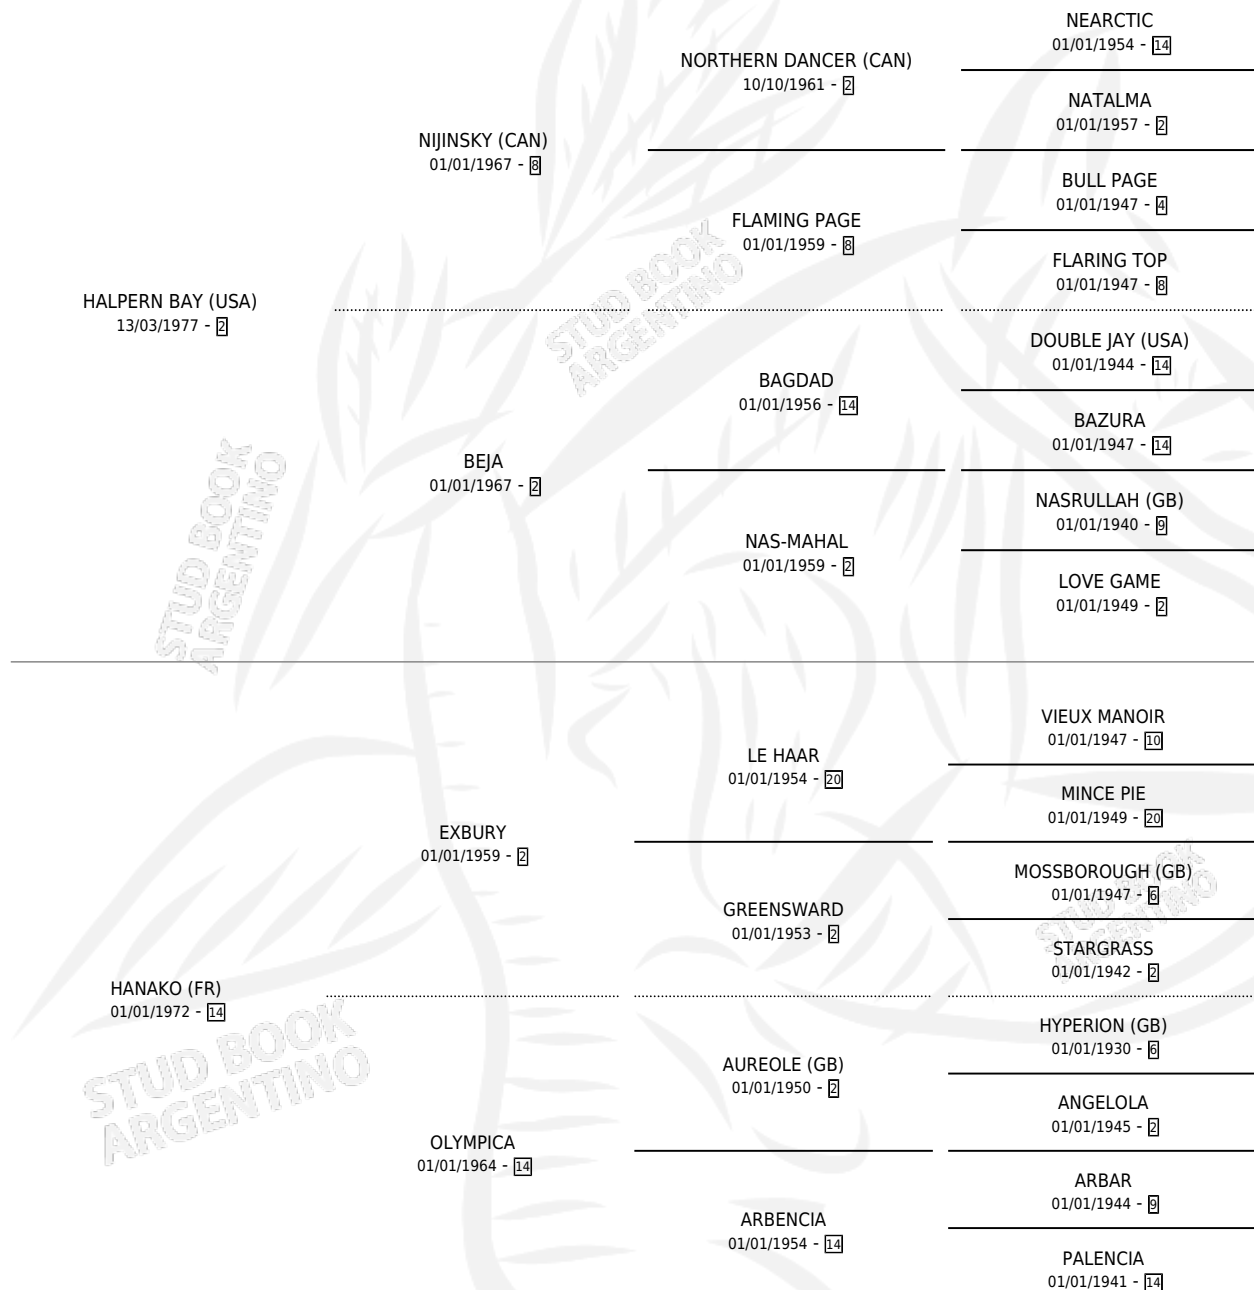 NEARCTIC
01/01/1954 - 14
NORTHERN DANCER (CAN)
10/10/1961 - 2
NATALMA
01/01/1957 - 2
NIJINSKY (CAN)
01/01/1967 - 8
BULL PAGE
01/01/1947 - 4
FLAMING PAGE
01/01/1959 - 8
FLARING TOP
01/01/1947 - 8
HALPERN BAY (USA)
13/03/1977 - 2
DOUBLE JAY (USA)
01/01/1944 - 14
BAGDAD
01/01/1956 - 14
BAZURA
01/01/1947 - 14
BEJA
01/01/1967 - 2
NASRULLAH (GB)
01/01/1940 - 9
NAS-MAHAL
01/01/1959 - 2
LOVE GAME
01/01/1949 - 2
VIEUX MANOIR
01/01/1947 - 10
LE HAAR
01/01/1954 - 20
MINCE PIE
01/01/1949 - 20
EXBURY
01/01/1959 - 2
MOSSBOROUGH (GB)
01/01/1947 - 6
GREENSWARD
01/01/1953 - 2
STARGRASS
01/01/1942 - 2
HANAKO (FR)
01/01/1972 - 14
HYPERION (GB)
01/01/1930 - 6
AUREOLE (GB)
01/01/1950 - 2
ANGELOLA
01/01/1945 - 2
OLYMPICA
01/01/1964 - 14
ARBAR
01/01/1944 - 9
ARBENCIA
01/01/1954 - 14
PALENCIA
01/01/1941 - 14
STUD BOOK
ARGENTINO
STUD BOOK
ARGENTINO
STUD BOOK
ARGENTINO
STUD BOOK
ARGENTINO